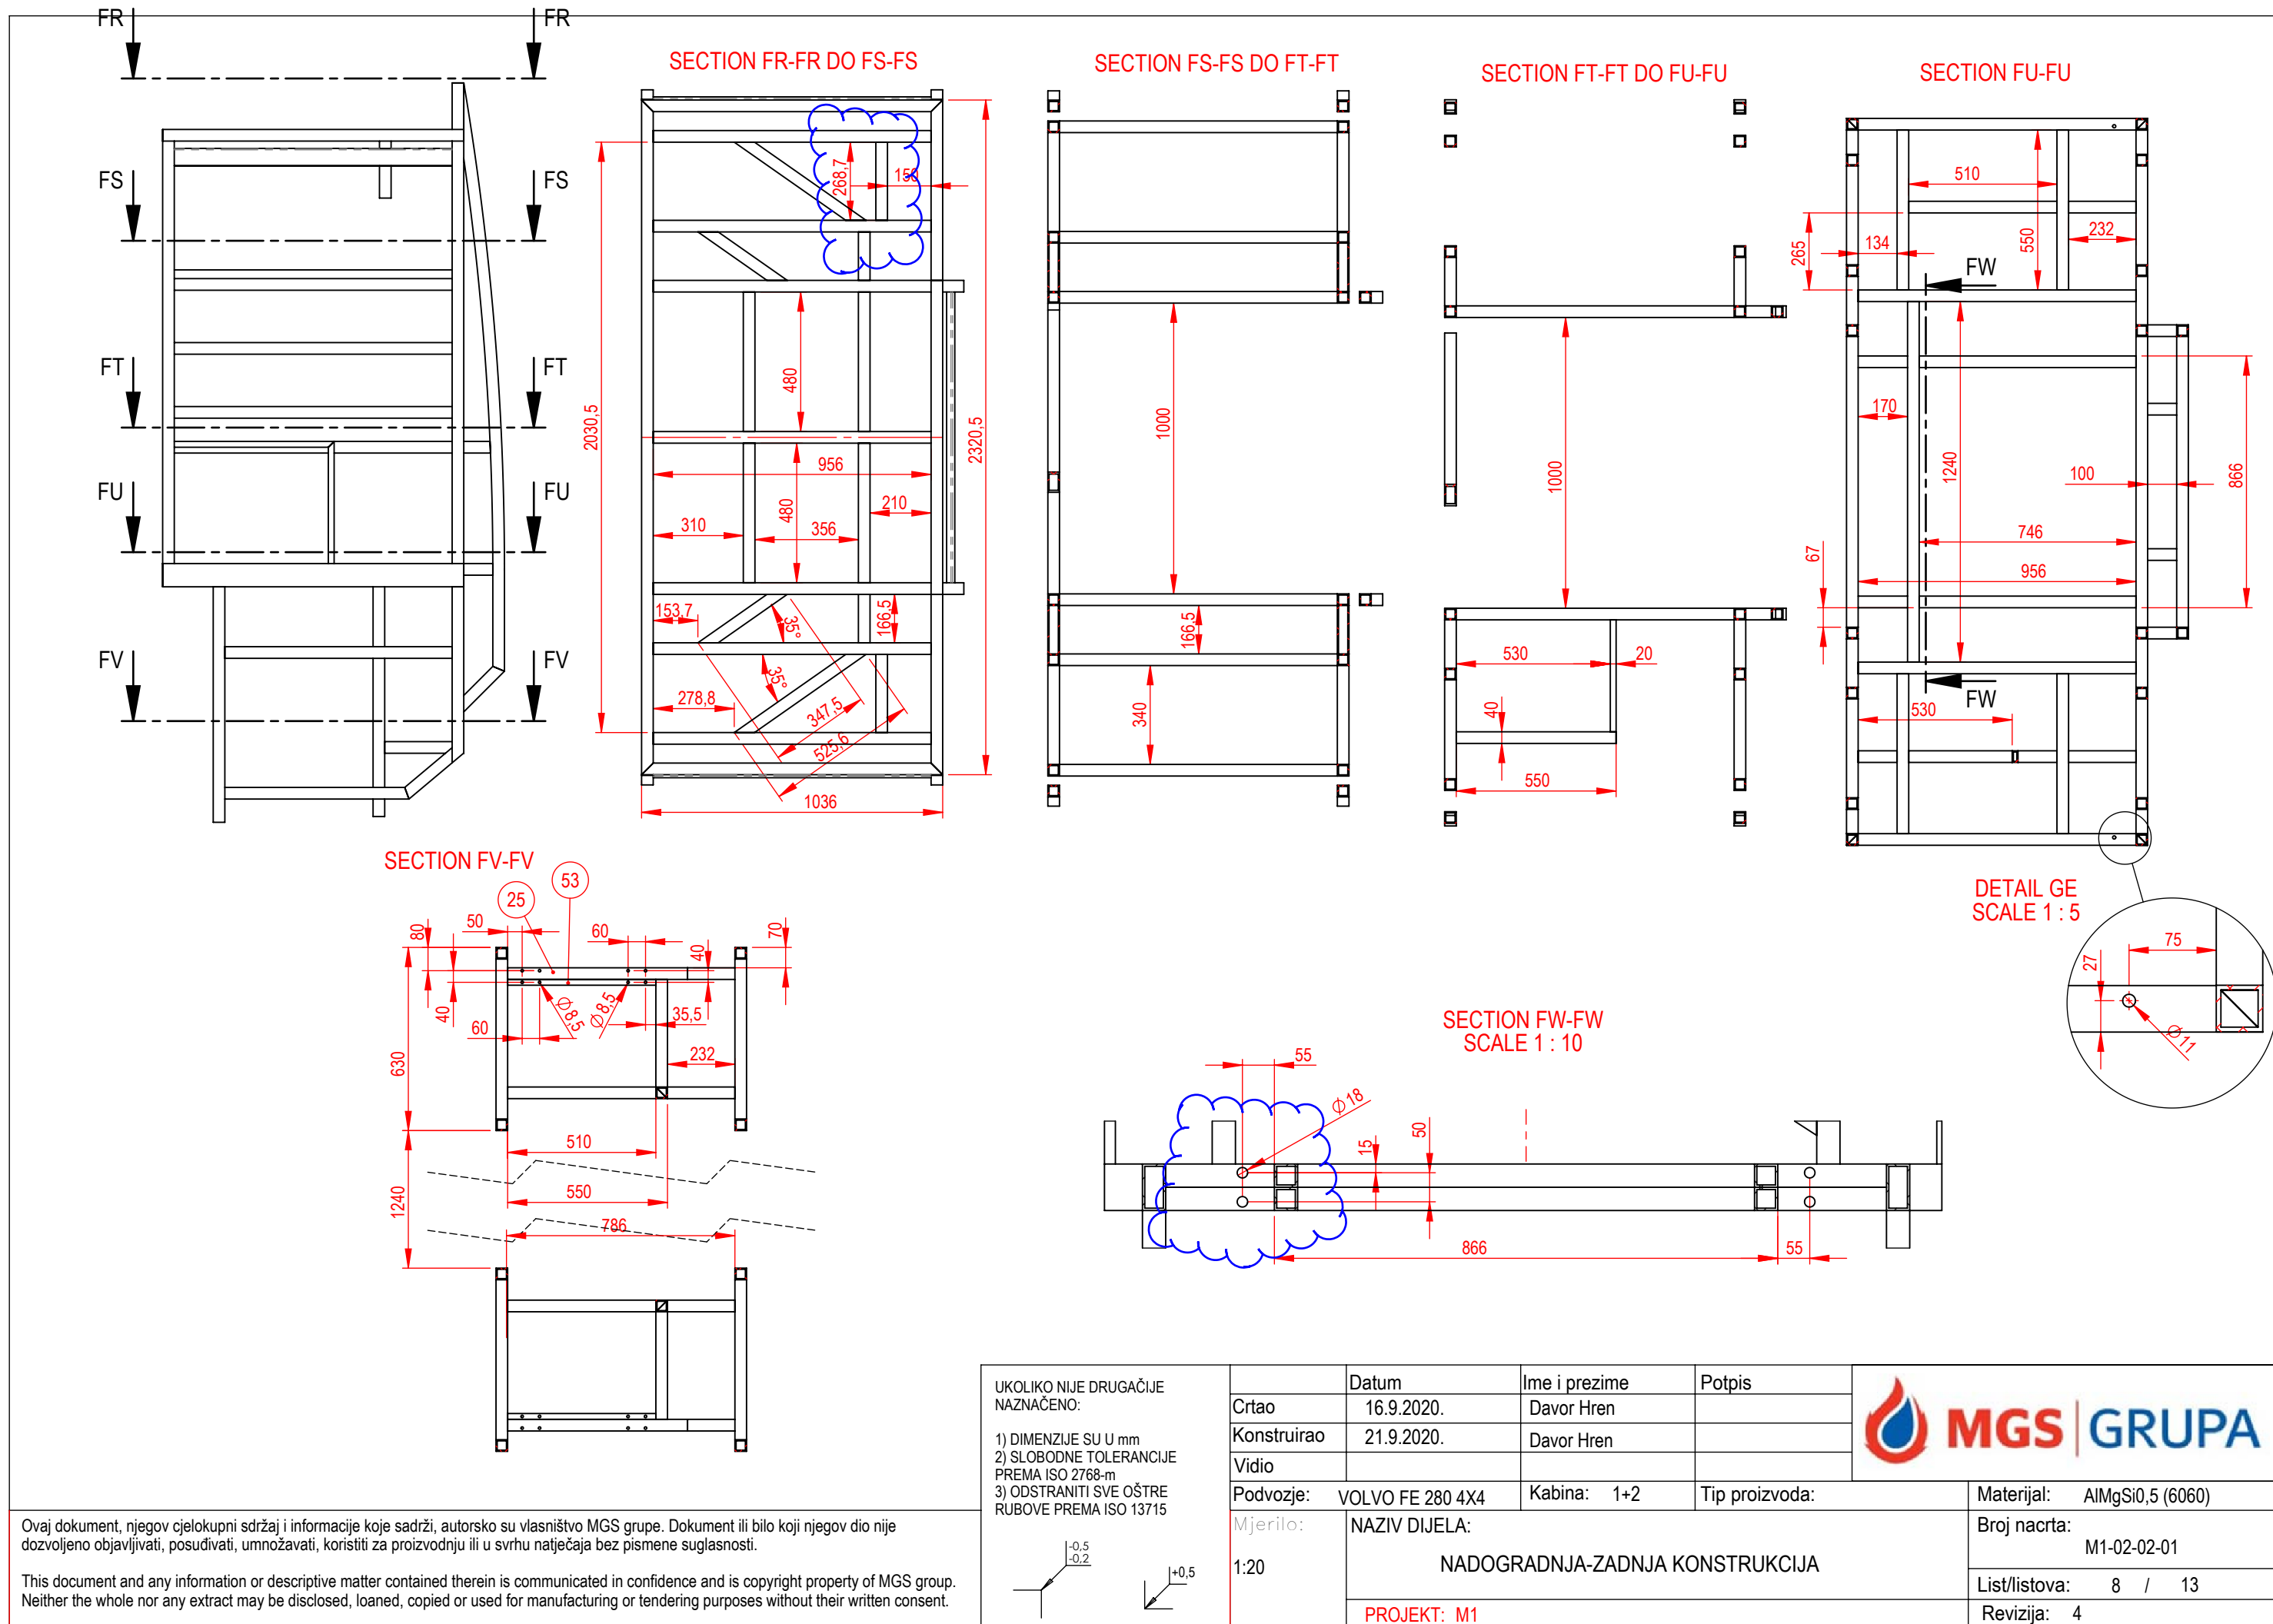 FR
FR
FS
FS
FT
FT
FU
FU
FV
FV
SECTION FR-FR DO FS-FS
268,7
159
2030,5
2320,5
480
956
480
210
310
356
153,7
35°
166,5
35°
278,8
347,5
525,6
1036
SECTION FS-FS DO FT-FT
1000
166,5
340
SECTION FT-FT DO FU-FU
1000
530
20
40
550
SECTION FU-FU
510
550
232
265
134
FW
170
1240
100
866
746
67
956
FW
530
DETAIL GE
SCALE 1 : 5
75
27
Ø11
SECTION FV-FV
53
25
50
80
60
70
40
40
Ø8,5
Ø8,5
60
35,5
232
630
510
550
1240
786
SECTION FW-FW
SCALE 1 : 10
55
Ø18
15
50
866
55
UKOLIKO NIJE DRUGAČIJE
NAZNAČENO:
1) DIMENZIJE SU U mm
2) SLOBODNE TOLERANCIJE
PREMA ISO 2768-m
3) ODSTRANITI SVE OŠTRE
RUBOVE PREMA ISO 13715
-0,5
-0,2
+0,5
Datum Ime i prezime Potpis
Crtao 16.9.2020. Davor Hren
Konstruirao 21.9.2020. Davor Hren
Vidio
MGS GRUPA
Podvozje: VOLVO FE 280 4X4 Kabina: 1+2 Tip proizvoda: Materijal: AlMgSi0,5 (6060)
Mjerilo:
1:20
NAZIV DIJELA:
NADOGRADNJA-ZADNJA KONSTRUKCIJA
PROJEKT: M1
Broj nacrta:
M1-02-02-01
List/listova: 8 / 13
Revizija: 4
Ovaj dokument, njegov cjelokupni sdržaj i informacije koje sadrži, autorsko su vlasništvo MGS grupe. Dokument ili bilo koji njegov dio nije
dozvoljeno objavljivati, posuđivati, umnožavati, koristiti za proizvodnju ili u svrhu natječaja bez pismene suglasnosti.
This document and any information or descriptive matter contained therein is communicated in confidence and is copyright property of MGS group.
Neither the whole nor any extract may be disclosed, loaned, copied or used for manufacturing or tendering purposes without their written consent.